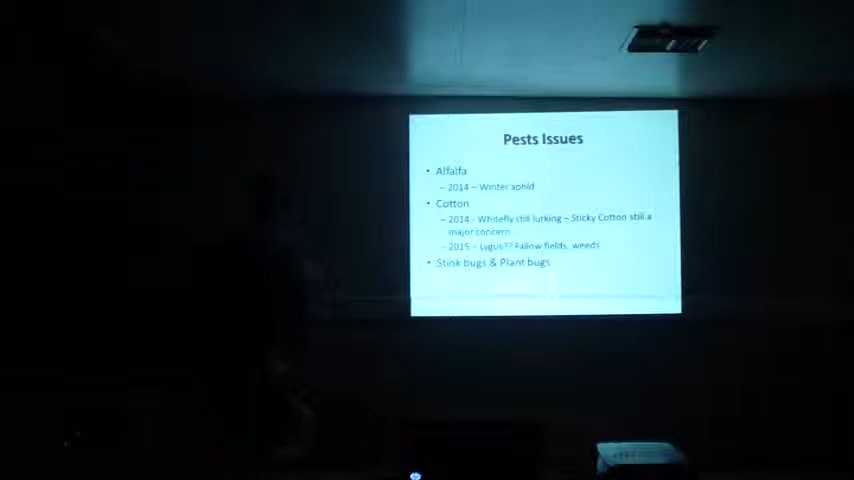 Pests Issues
• Alfalfa
– 2014 – Winter aphid
• Cotton
– 2014 - Whitefly still lurking – Sticky Cotton still a
major concern
– 2015 – Lygus?? Fallow fields, weeds
• Stink bugs & Plant bugs
hp